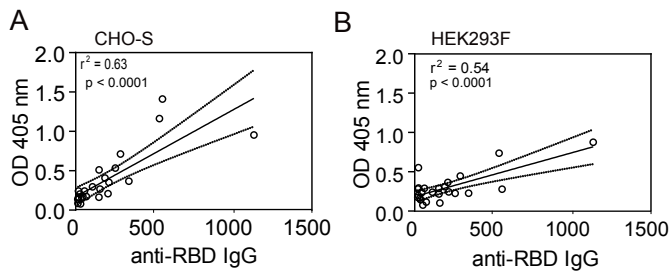 A
CHO-S
r² = 0.63
p < 0.0001
OD 405 nm
2.0
1.5
1.0
0.5
0.0
0 500 1000 1500
anti-RBD IgG
B
HEK293F
r² = 0.54
p < 0.0001
OD 405 nm
2.0
1.5
1.0
0.5
0.0
0 500 1000 1500
anti-RBD IgG